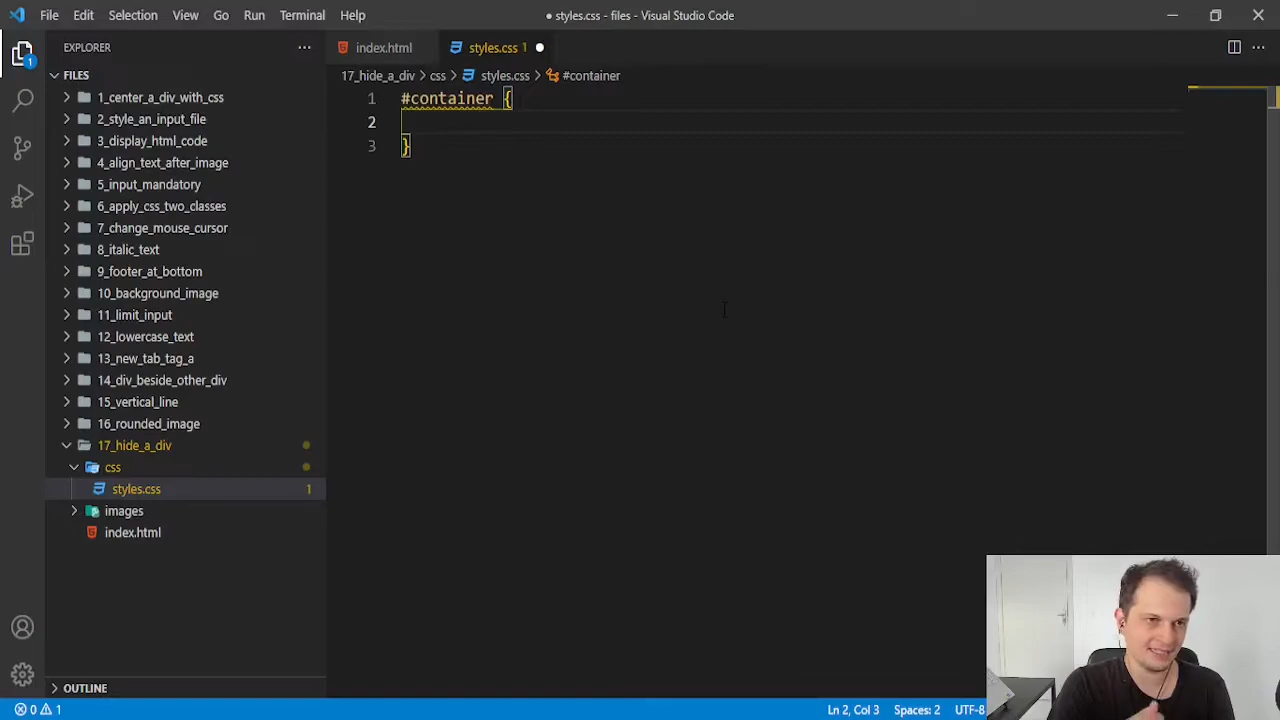 File Edit Selection View Go Run Terminal Help
● styles.css - files - Visual Studio Code
EXPLORER
1
FILES
1_center_a_div_with_css
2_style_an_input_file
3_display_html_code
4_align_text_after_image
5_input_mandatory
6_apply_css_two_classes
7_change_mouse_cursor
8_italic_text
9_footer_at_bottom
10_background_image
11_limit_input
12_lowercase_text
13_new_tab_tag_a
14_div_beside_other_div
15_vertical_line
16_rounded_image
17_hide_a_div
css
styles.css 1
images
index.html
OUTLINE
index.html styles.css 1
17_hide_a_div > css > styles.css > #container
1 #container {
2
3 }
0 1 Ln 2, Col 3 Spaces: 2 UTF-8